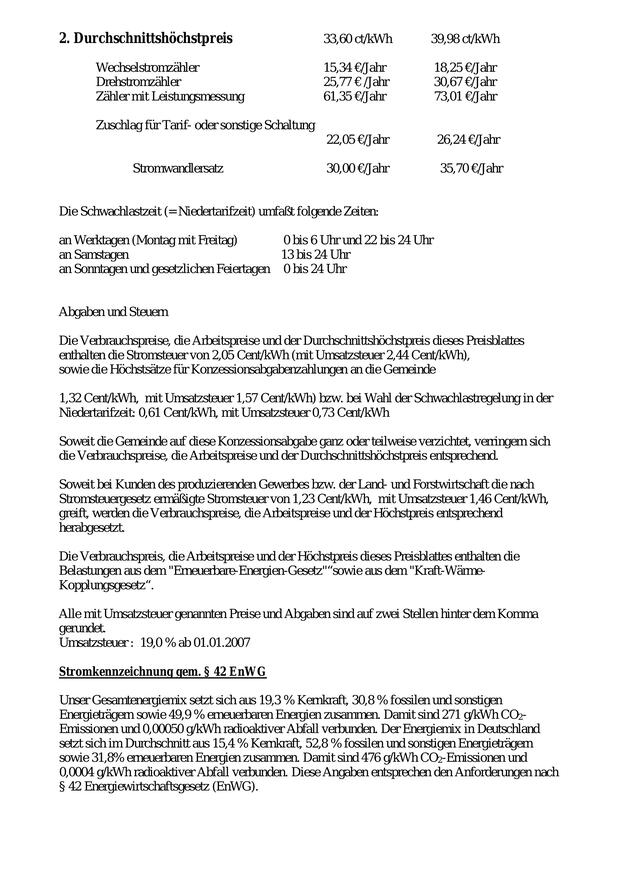 2. Durchschnittshöchstpreis 33,60 ct/kWh 39,98 ct/kWh
Wechselstromzähler 15,34 €/Jahr 18,25 €/Jahr
Drehstromzähler 25,77 € /Jahr 30,67 €/Jahr
Zähler mit Leistungsmessung 61,35 €/Jahr 73,01 €/Jahr
Zuschlag für Tarif- oder sonstige Schaltung
22,05 €/Jahr 26,24 €/Jahr
Stromwandlersatz 30,00 €/Jahr 35,70 €/Jahr
Die Schwachlastzeit (= Niedertarifzeit) umfaßt folgende Zeiten:
an Werktagen (Montag mit Freitag) 0 bis 6 Uhr und 22 bis 24 Uhr
an Samstagen 13 bis 24 Uhr
an Sonntagen und gesetzlichen Feiertagen 0 bis 24 Uhr
Abgaben und Steuern
Die Verbrauchspreise, die Arbeitspreise und der Durchschnittshöchstpreis dieses Preisblattes
enthalten die Stromsteuer von 2,05 Cent/kWh (mit Umsatzsteuer 2,44 Cent/kWh),
sowie die Höchstsätze für Konzessionsabgabenzahlungen an die Gemeinde
1,32 Cent/kWh, mit Umsatzsteuer 1,57 Cent/kWh) bzw. bei Wahl der Schwachlastregelung in der
Niedertarifzeit: 0,61 Cent/kWh, mit Umsatzsteuer 0,73 Cent/kWh
Soweit die Gemeinde auf diese Konzessionsabgabe ganz oder teilweise verzichtet, verringern sich
die Verbrauchspreise, die Arbeitspreise und der Durchschnittshöchstpreis entsprechend.
Soweit bei Kunden des produzierenden Gewerbes bzw. der Land- und Forstwirtschaft die nach
Stromsteuergesetz ermäßigte Stromsteuer von 1,23 Cent/kWh, mit Umsatzsteuer 1,46 Cent/kWh,
greift, werden die Verbrauchspreise, die Arbeitspreise und der Höchstpreis entsprechend
herabgesetzt.
Die Verbrauchspreis, die Arbeitspreise und der Höchstpreis dieses Preisblattes enthalten die
Belastungen aus dem "Erneuerbare-Energien-Gesetz"“sowie aus dem "Kraft-Wärme-
Kopplungsgesetz“.
Alle mit Umsatzsteuer genannten Preise und Abgaben sind auf zwei Stellen hinter dem Komma
gerundet.
Umsatzsteuer : 19,0 % ab 01.01.2007
Stromkennzeichnung gem. § 42 EnWG
Unser Gesamtenergiemix setzt sich aus 19,3 % Kernkraft, 30,8 % fossilen und sonstigen
Energieträgern sowie 49,9 % erneuerbaren Energien zusammen. Damit sind 271 g/kWh CO₂-
Emissionen und 0,00050 g/kWh radioaktiver Abfall verbunden. Der Energiemix in Deutschland
setzt sich im Durchschnitt aus 15,4 % Kernkraft, 52,8 % fossilen und sonstigen Energieträgern
sowie 31,8% erneuerbaren Energien zusammen. Damit sind 476 g/kWh CO₂-Emissionen und
0,0004 g/kWh radioaktiver Abfall verbunden. Diese Angaben entsprechen den Anforderungen nach
§ 42 Energiewirtschaftsgesetz (EnWG).